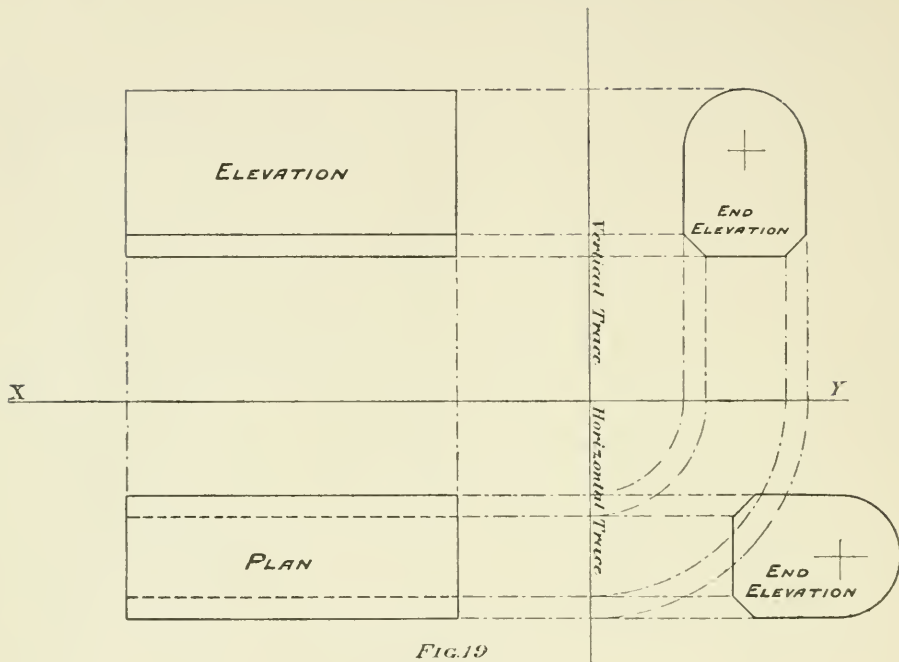 ELEVATION
END
ELEVATION
Vertical Trace
X
Y
Horizontal Trace
PLAN
END
ELEVATION
FIG.19